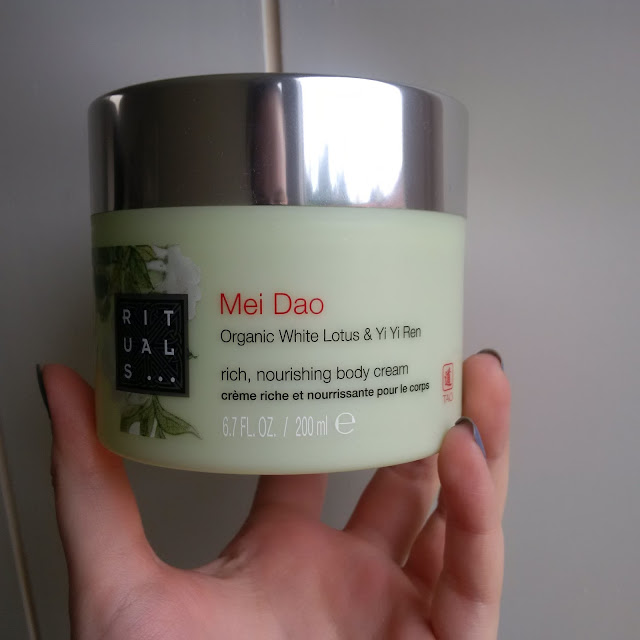 RIT
UAL
S...
Mei Dao
Organic White Lotus & Yi Yi Ren
rich, nourishing body cream
crème riche et nourrissante pour le corps
6.7 FL. OZ. / 200 ml ℮
TAO